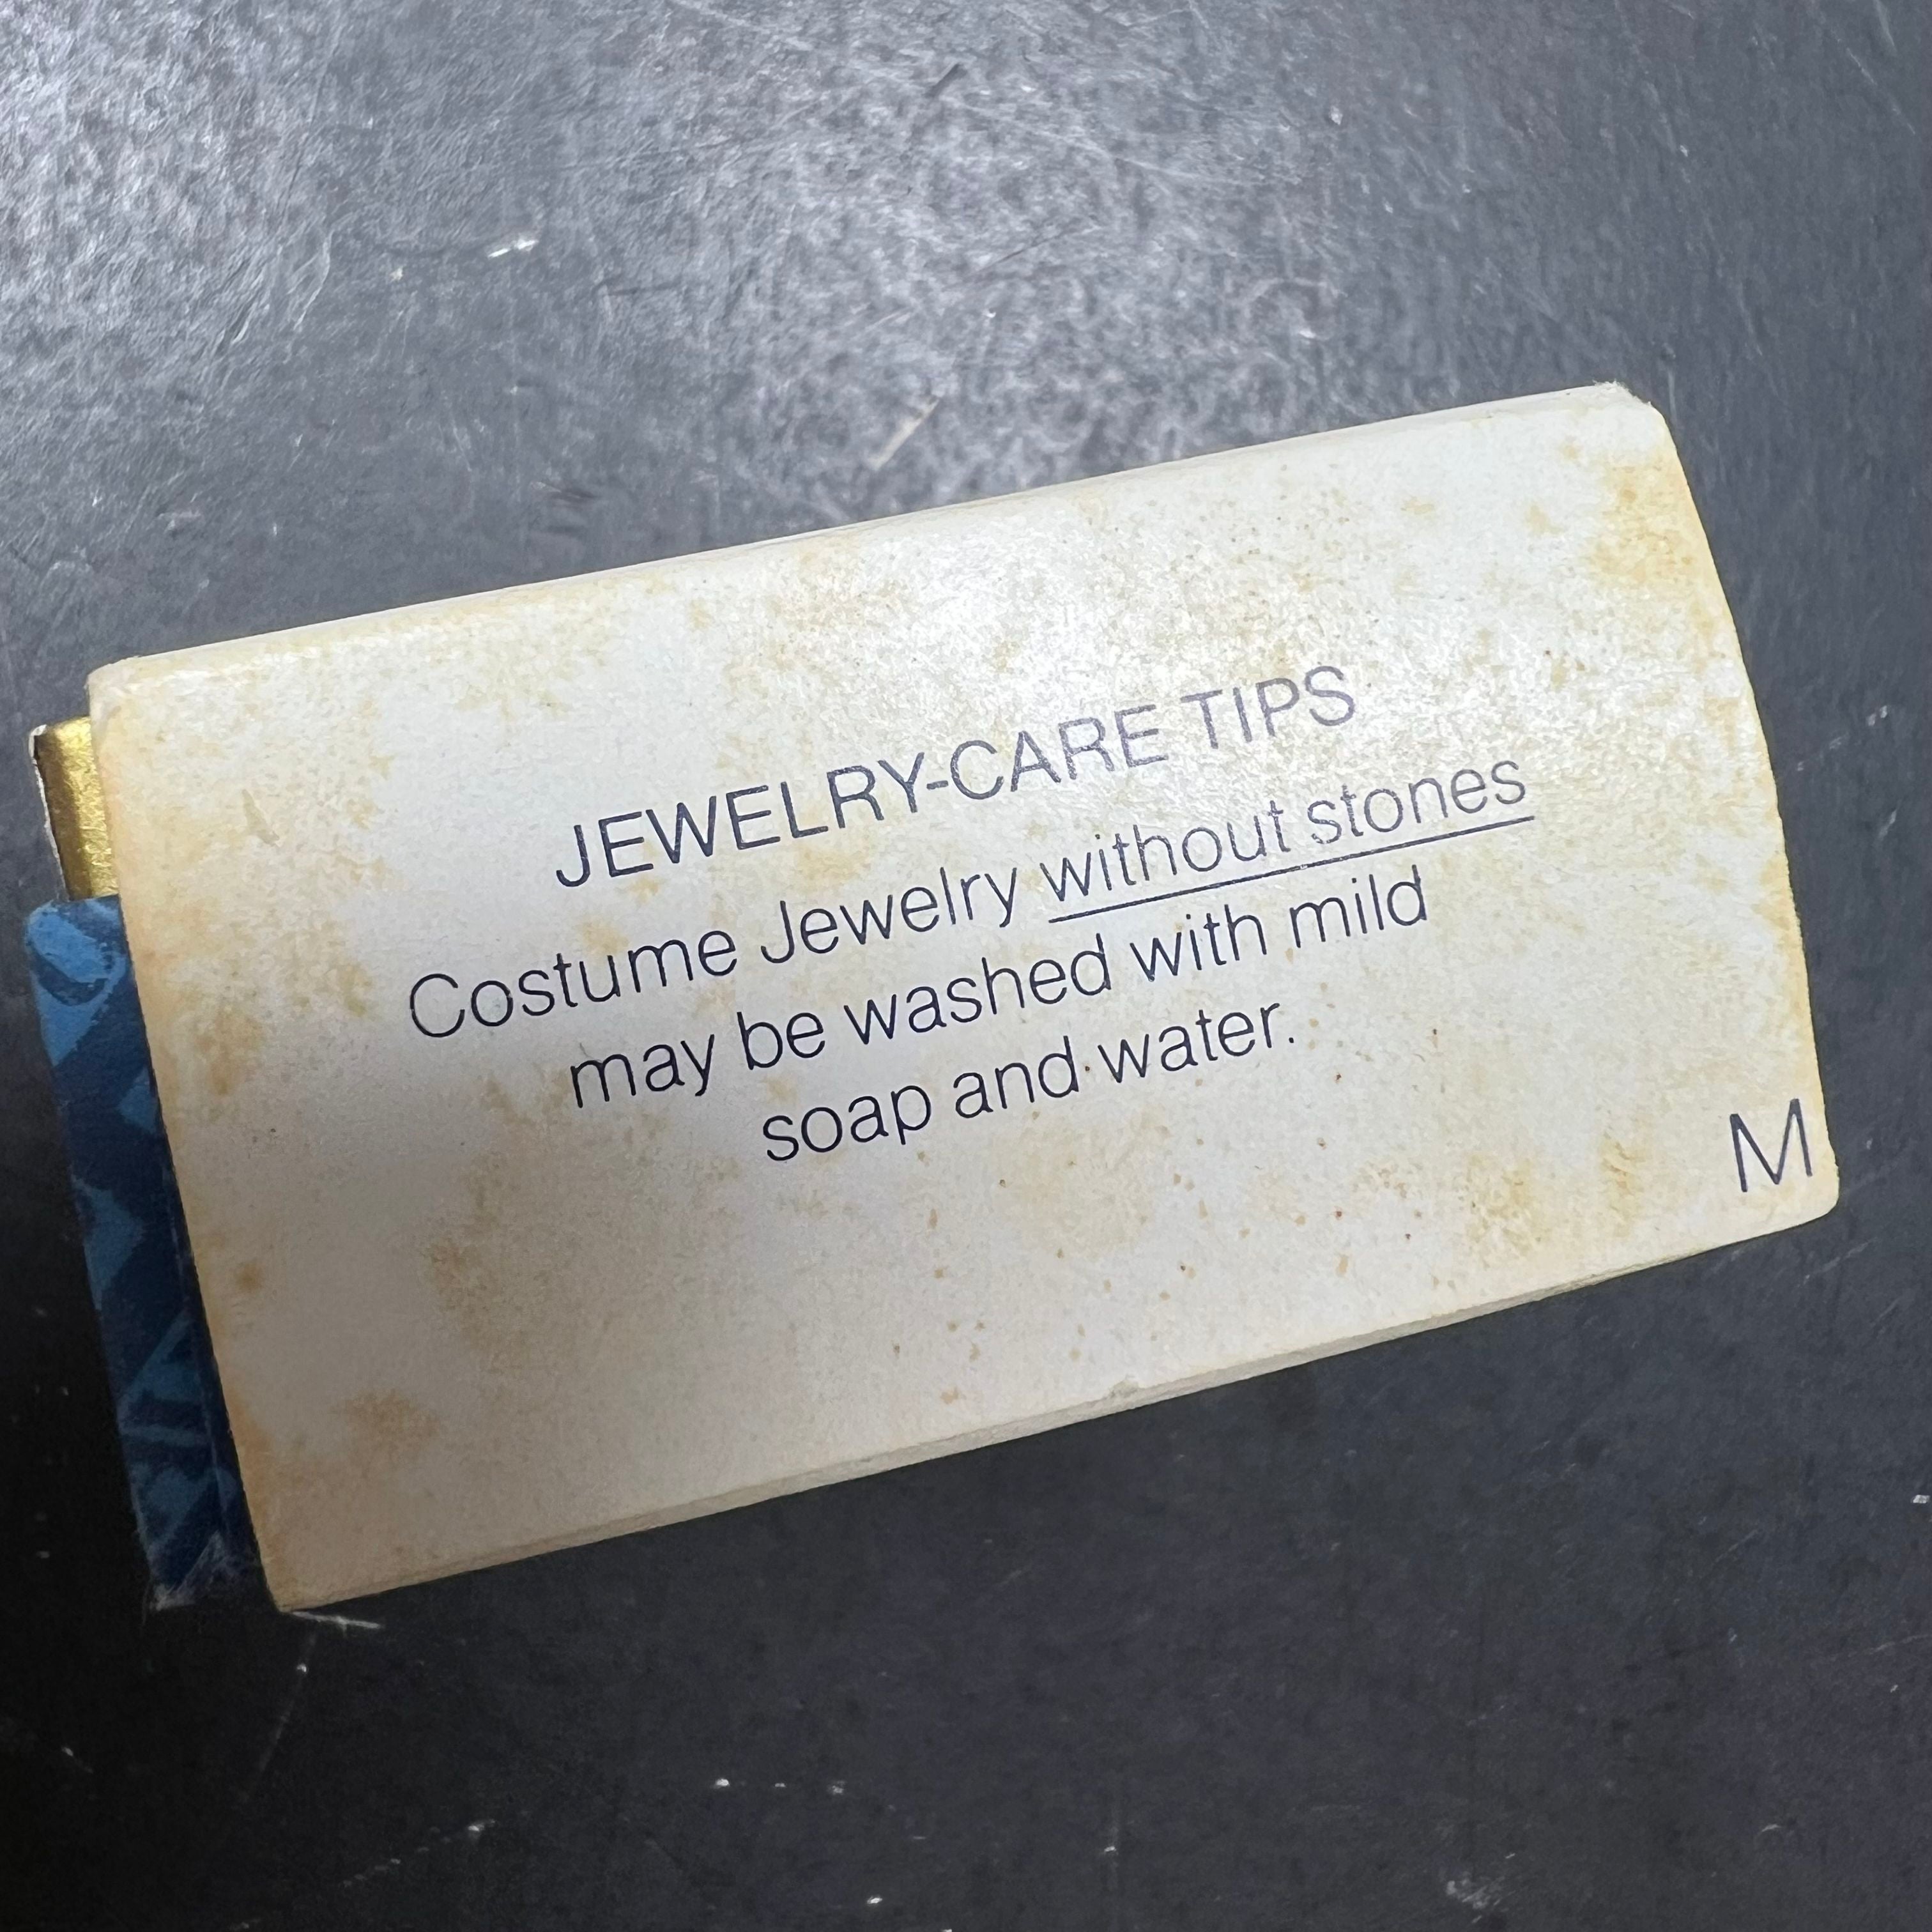 JEWELRY-CARE TIPS
Costume Jewelry without stones
may be washed with mild
soap and water.
M